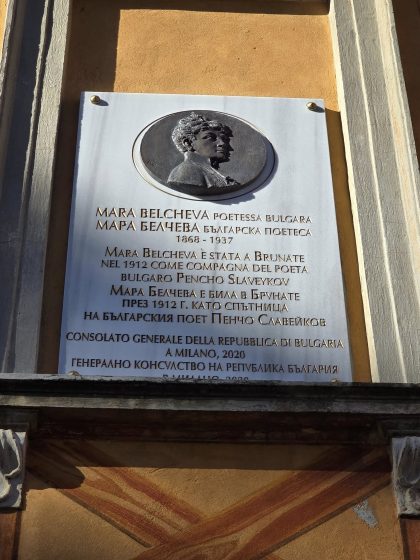 MARA BELCHEVA POETESSA BULGARA
МАРА БЕЛЧЕВА БЪЛГАРСКА ПОЕТЕСА
1868 - 1937
MARA BELCHEVA È STATA A BRUNATE
NEL 1912 COME COMPAGNA DEL POETA
BULGARO PENCHO SLAVEYKOV
МАРА БЕЛЧЕВА Е БИЛА В БРУНАТЕ
ПРЕЗ 1912 Г. КАТО СПЪТНИЦА
НА БЪЛГАРСКИЯ ПОЕТ ПЕНЧО СЛАВЕЙКОВ
CONSOLATO GENERALE DELLA REPUBBLICA DI BULGARIA
A MILANO, 2020
ГЕНЕРАЛНО КОНСУЛСТВО НА РЕПУБЛИКА БЪЛГАРИЯ
В МИЛАНО, 2020